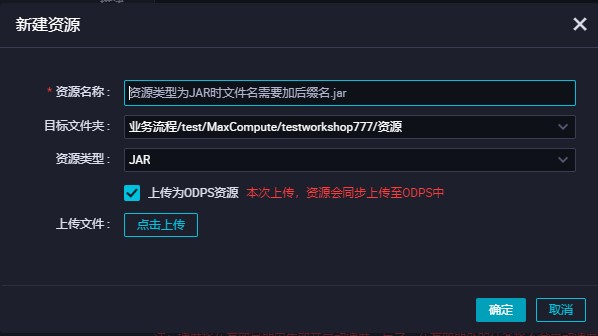 新建资源
* 资源名称： 资源类型为JAR时文件名需要加后缀名.jar
目标文件夹： 业务流程/test/MaxCompute/testworkshop777/资源
资源类型： JAR
上传为ODPS资源 本次上传，资源会同步上传至ODPS中
上传文件： 点击上传
确定 取消